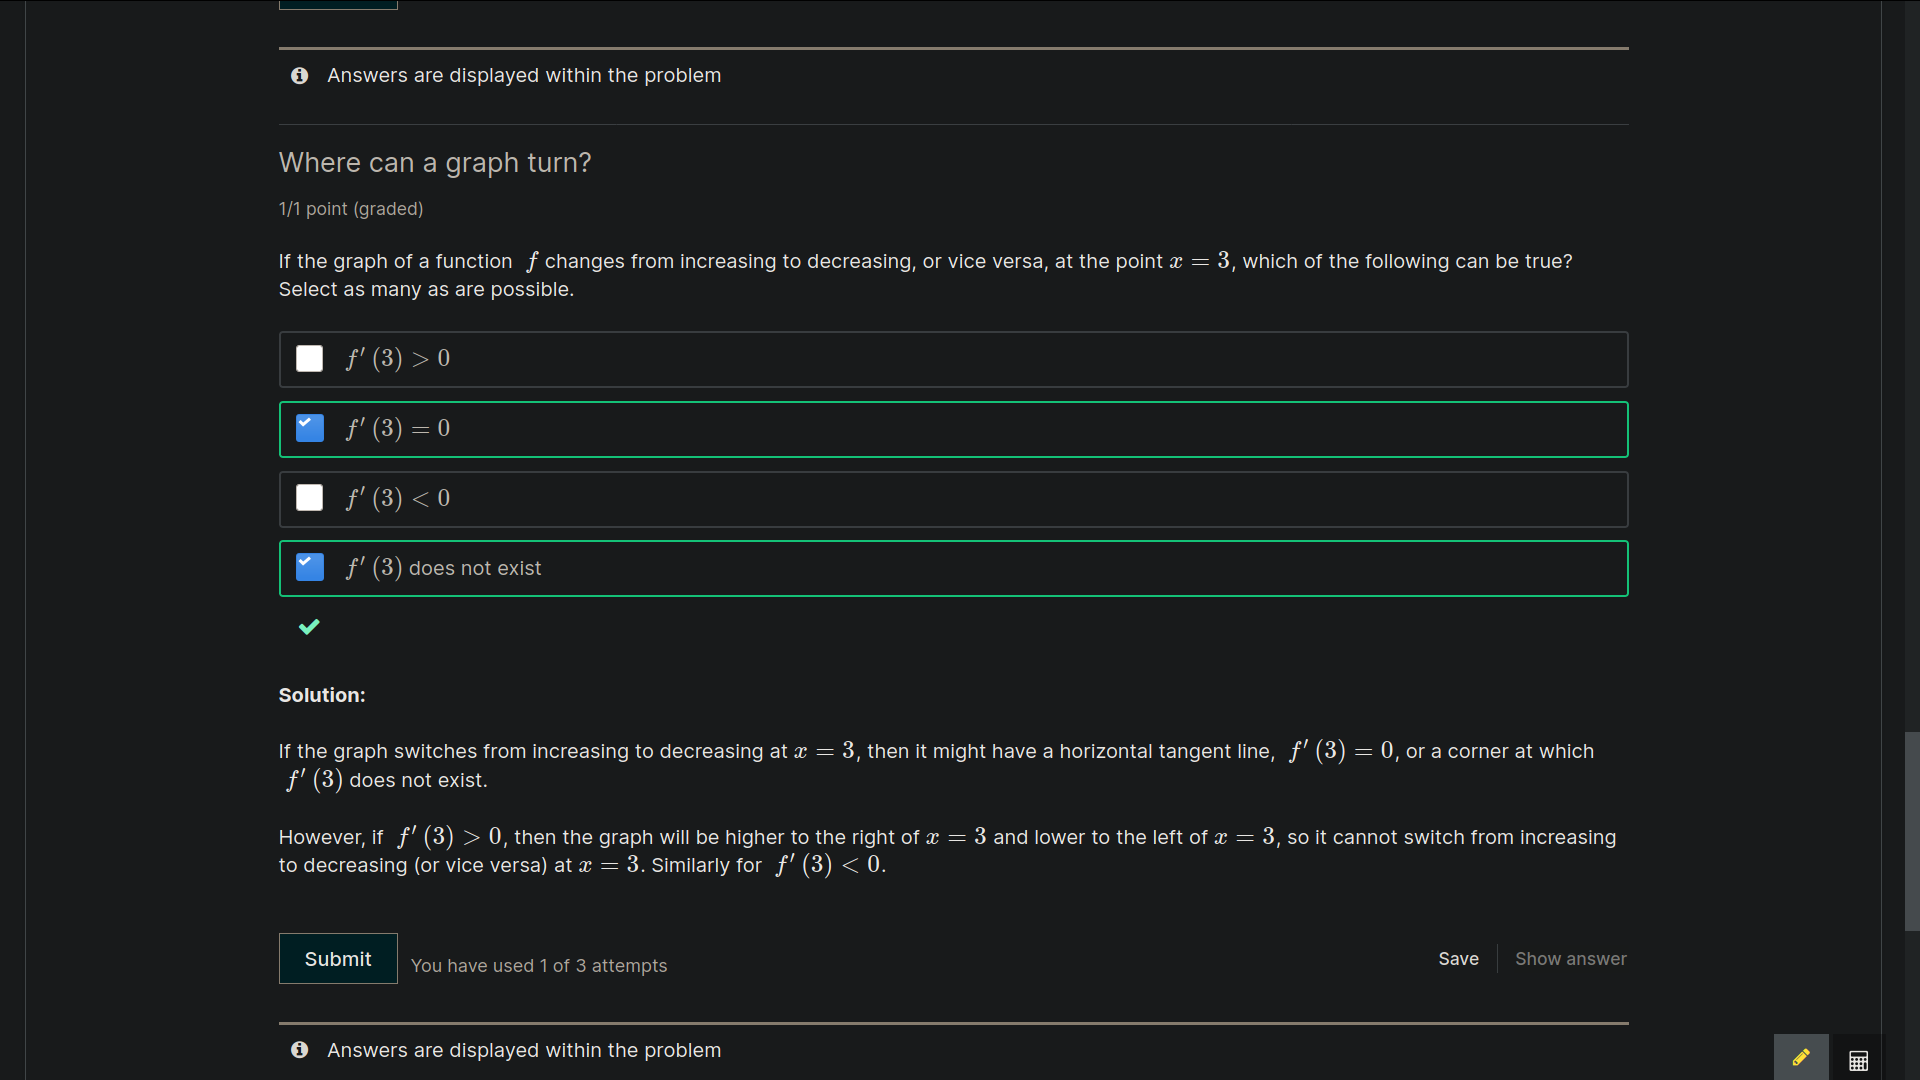 Answers are displayed within the problem
Where can a graph turn?
1/1 point (graded)
If the graph of a function f changes from increasing to decreasing, or vice versa, at the point x = 3, which of the following can be true?
Select as many as are possible.
f′ (3) > 0
f′ (3) = 0
f′ (3) < 0
f′ (3) does not exist
Solution:
If the graph switches from increasing to decreasing at x = 3, then it might have a horizontal tangent line, f′ (3) = 0, or a corner at which
f′ (3) does not exist.
However, if f′ (3) > 0, then the graph will be higher to the right of x = 3 and lower to the left of x = 3, so it cannot switch from increasing
to decreasing (or vice versa) at x = 3. Similarly for f′ (3) < 0.
Submit You have used 1 of 3 attempts Save Show answer
Answers are displayed within the problem